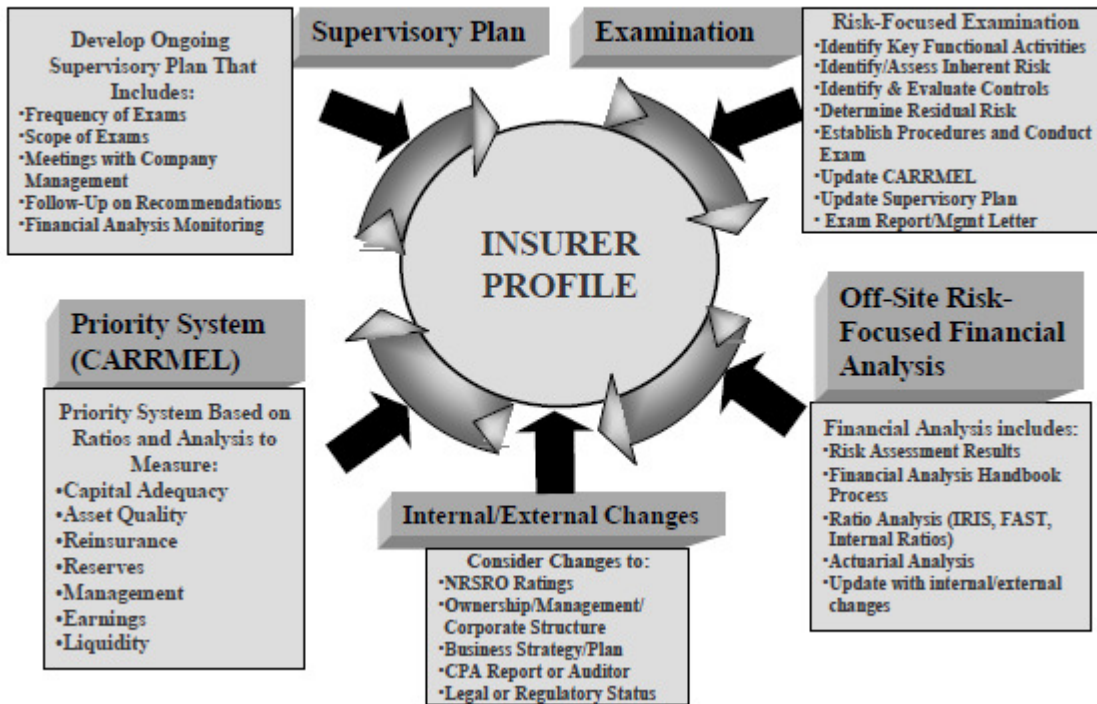 Supervisory Plan
Develop Ongoing
Supervisory Plan That
Includes:
•Frequency of Exams
•Scope of Exams
•Meetings with Company
Management
•Follow-Up on Recommendations
•Financial Analysis Monitoring
Examination
Risk-Focused Examination
•Identify Key Functional Activities
•Identify/Assess Inherent Risk
•Identify & Evaluate Controls
•Determine Residual Risk
•Establish Procedures and Conduct
Exam
•Update CARRMEL
•Update Supervisory Plan
• Exam Report/Mgmt Letter
INSURER
PROFILE
Priority System
(CARRMEL)
Priority System Based on
Ratios and Analysis to
Measure:
•Capital Adequacy
•Asset Quality
•Reinsurance
•Reserves
•Management
•Earnings
•Liquidity
Internal/External Changes
Consider Changes to:
•NRSRO Ratings
•Ownership/Management/
Corporate Structure
•Business Strategy/Plan
•CPA Report or Auditor
•Legal or Regulatory Status
Off-Site Risk-
Focused Financial
Analysis
Financial Analysis includes:
•Risk Assessment Results
•Financial Analysis Handbook
Process
•Ratio Analysis (IRIS, FAST,
Internal Ratios)
•Actuarial Analysis
•Update with internal/external
changes